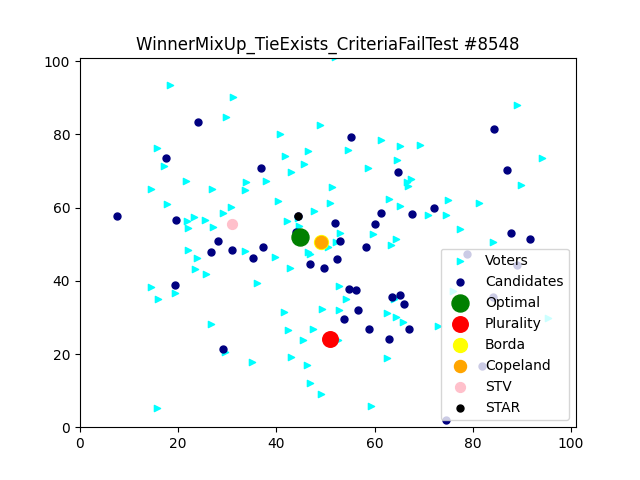 WinnerMixUp_TieExists_CriteriaFailTest #8548
100
80
60
40
20
0
0 20 40 60 80 100
Voters
Candidates
Optimal
Plurality
Borda
Copeland
STV
STAR